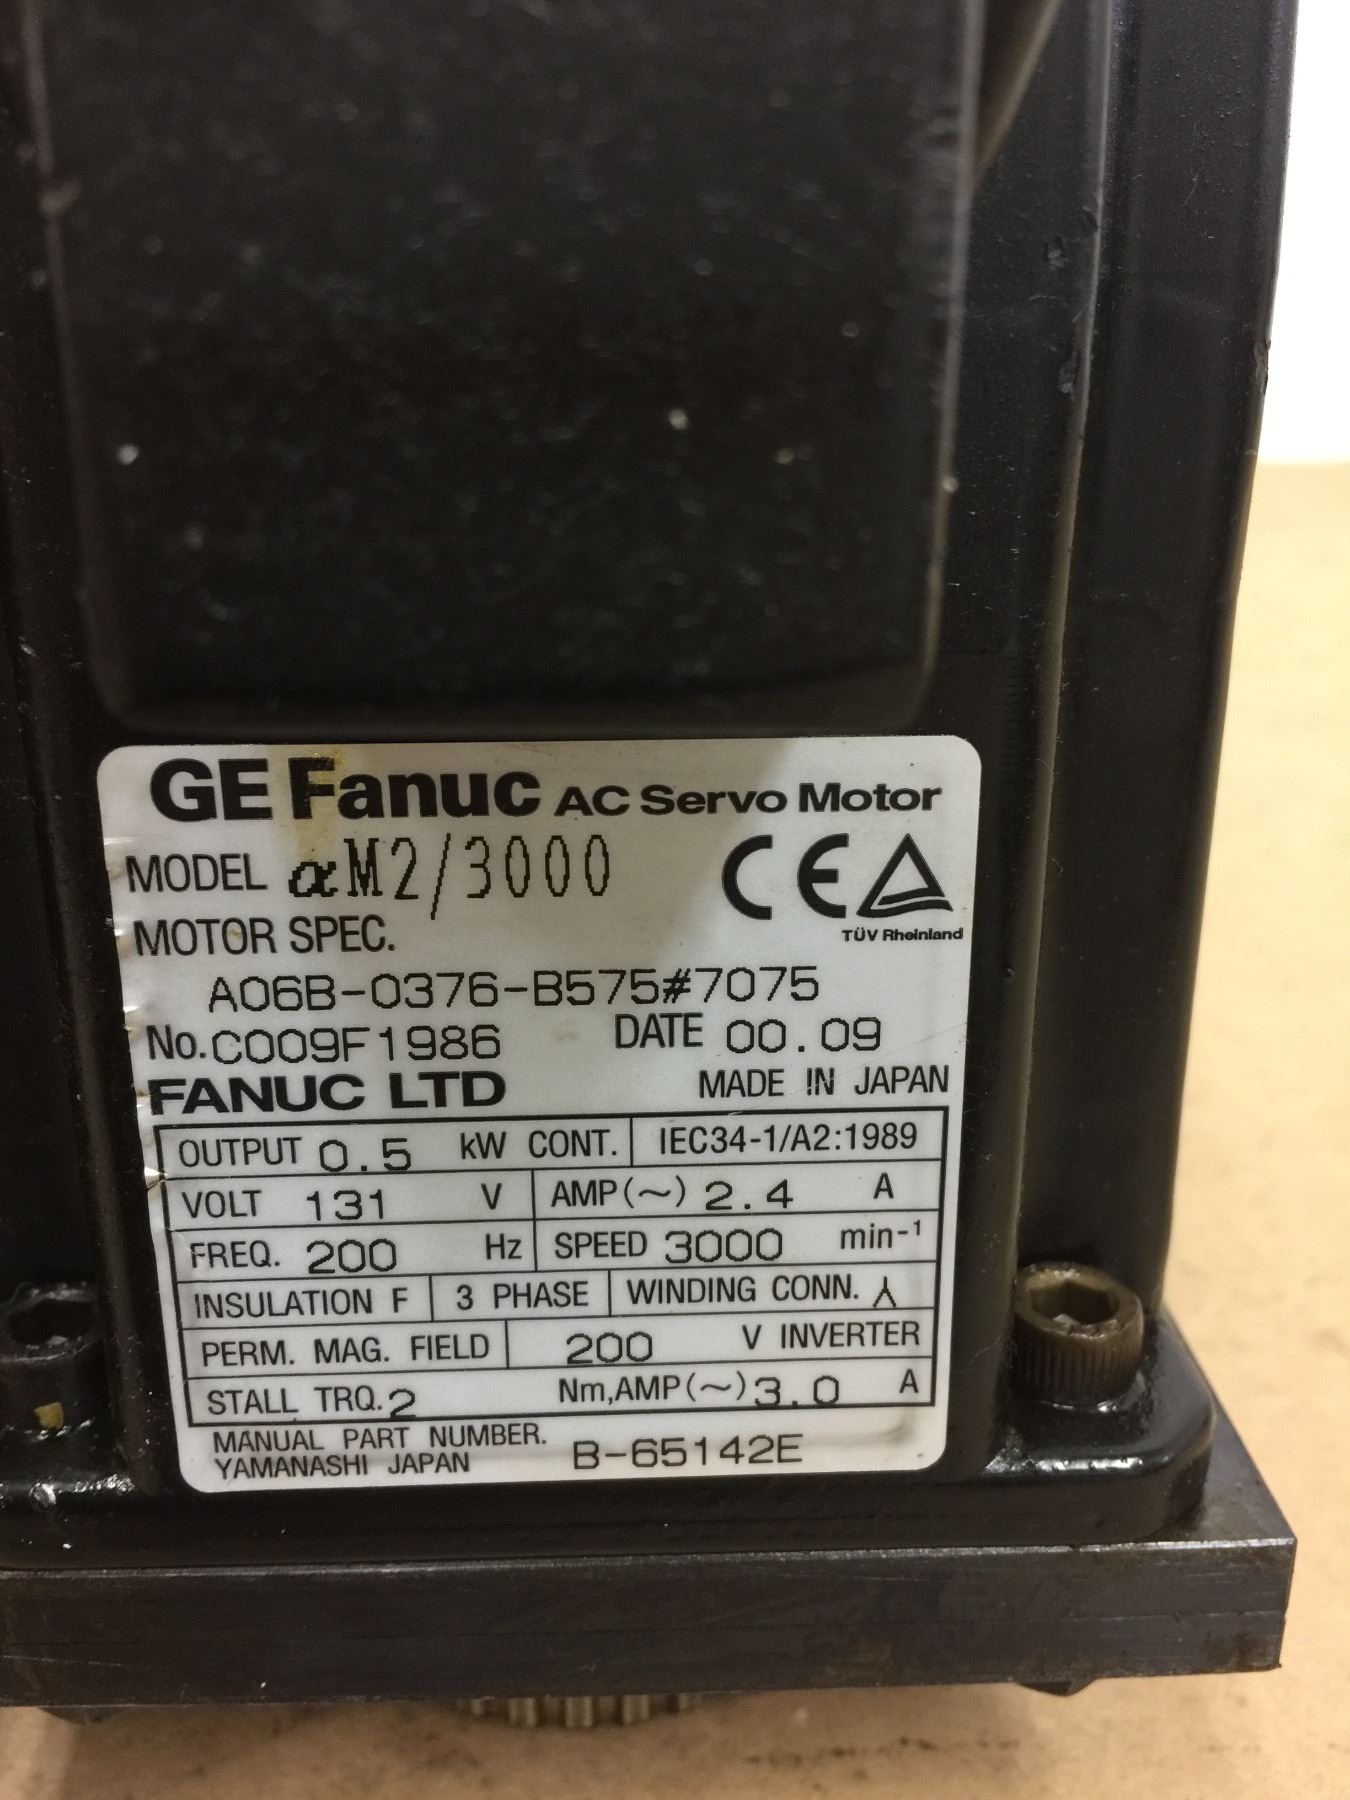 GE Fanuc AC Servo Motor
MODEL αM2/3000
CE
TÜV Rheinland
MOTOR SPEC.
A06B-0376-B575#7075
No.C009F1986 DATE 00.09
FANUC LTD MADE IN JAPAN
OUTPUT 0.5 kW CONT. IEC34-1/A2:1989
VOLT 131 V AMP(~) 2.4 A
FREQ. 200 Hz SPEED 3000 min-1
INSULATION F 3 PHASE WINDING CONN.
PERM. MAG. FIELD 200 V INVERTER
STALL TRQ. 2 Nm,AMP(~) 3.0 A
MANUAL PART NUMBER. B-65142E
YAMANASHI JAPAN